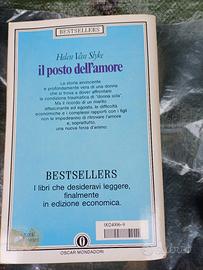 BESTSELLERS
Helen Van Slyke
il posto dell'amore
La storia avvincente
e profondamente vera di una donna
che si trova a dover affrontare
la condizione traumatica di "donna sola".
Ma il ricordo di un marito
affascinante ed egoista, le difficoltà
economiche e i complessi rapporti con i figli
non le impediranno di ritrovare l'amore
e, soprattutto,
una nuova forza d'animo.
BESTSELLERS
I libri che desideravi leggere,
finalmente
in edizione economica.
OSCAR MONDADORI